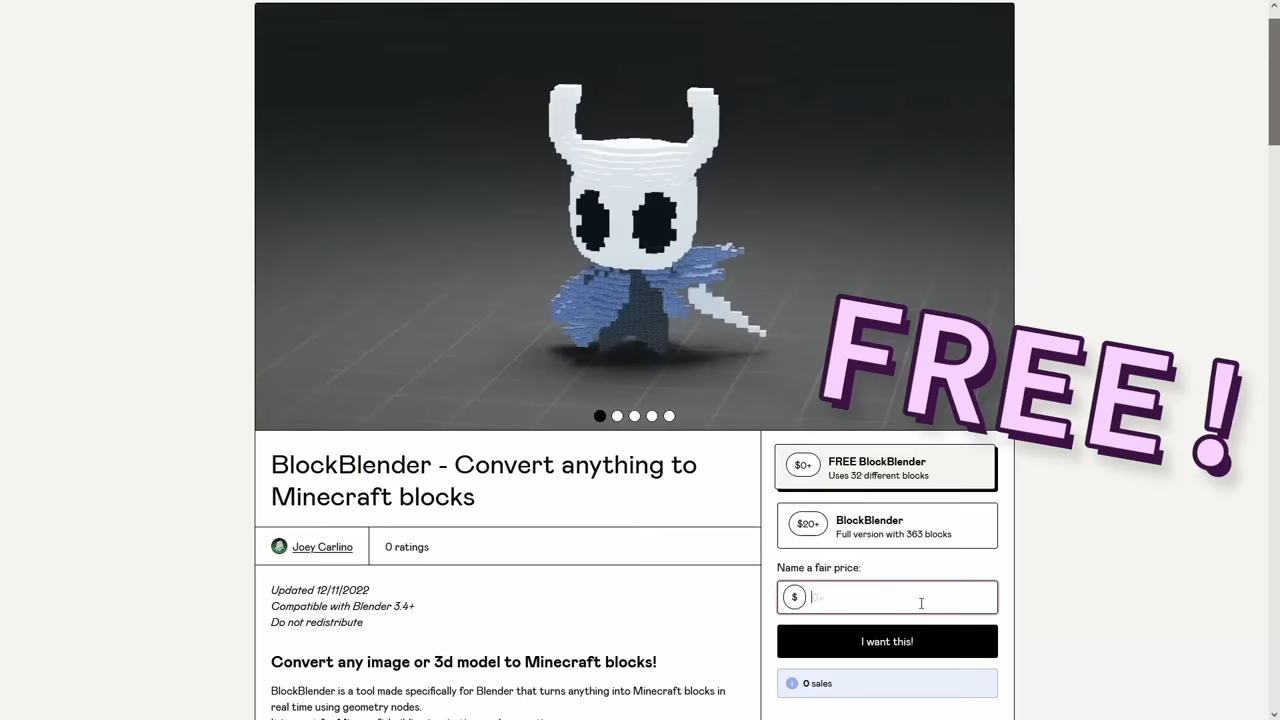 FREE!
BlockBlender - Convert anything to
Minecraft blocks
Joey Carlino
0 ratings
Updated 12/11/2022
Compatible with Blender 3.4+
Do not redistribute
Convert any image or 3d model to Minecraft blocks!
BlockBlender is a tool made specifically for Blender that turns anything into Minecraft blocks in
real time using geometry nodes.
$0+
FREE BlockBlender
Uses 32 different blocks
$20+
BlockBlender
Full version with 363 blocks
Name a fair price:
$ 0+
I want this!
0 sales